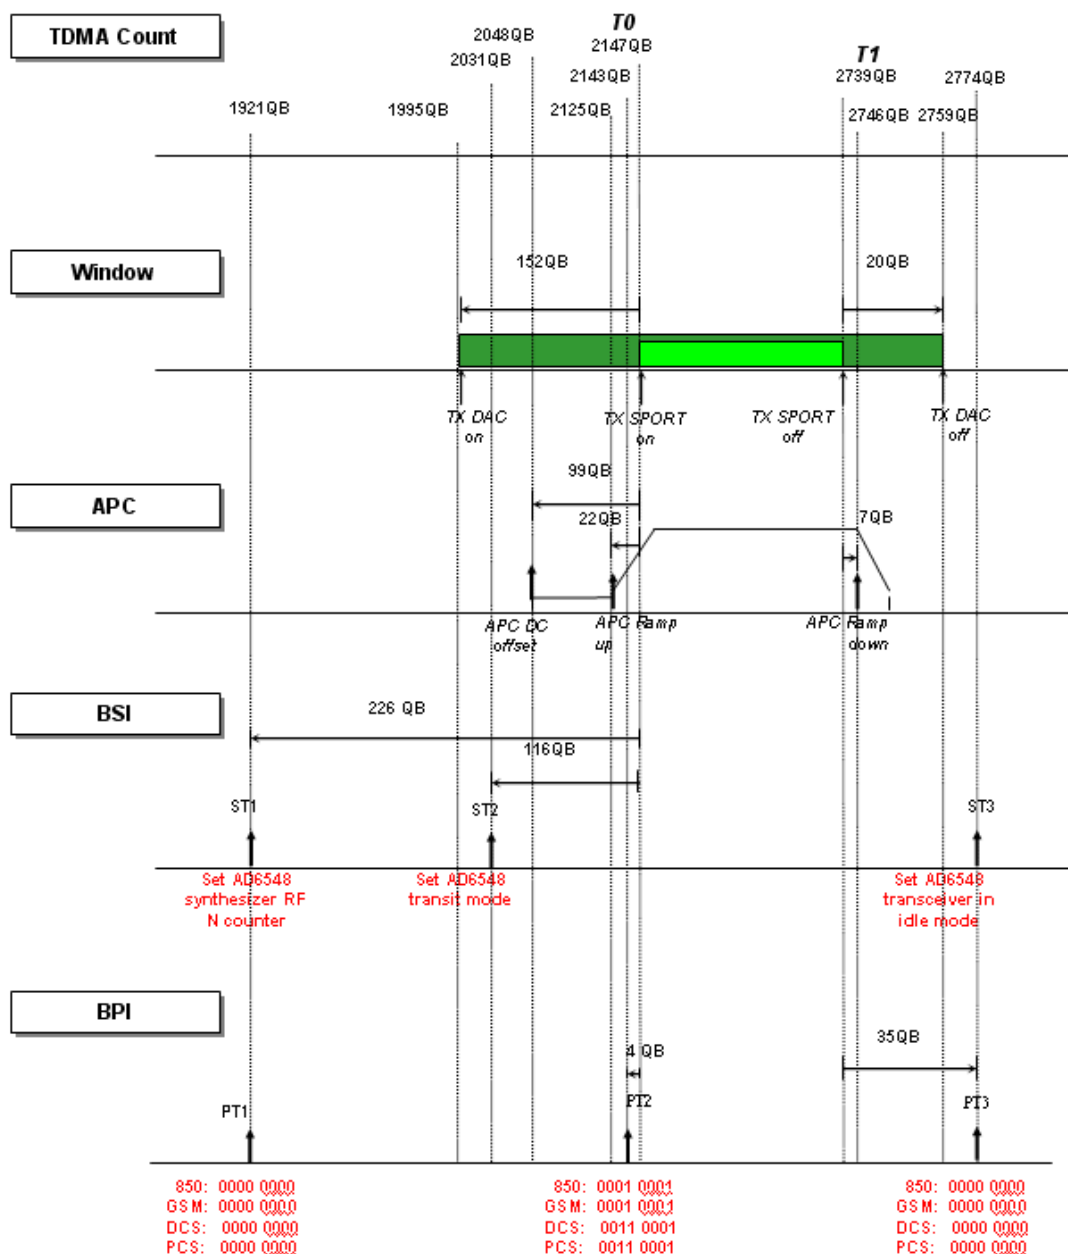 TDMA Count
T0
2048QB
2147QB
2031QB
2143QB
T1
2739QB
2774QB
1921QB
1995QB
2125QB
2746QB
2759QB
Window
152QB
20QB
TX DAC
on
TX SPORT
on
TX SPORT
off
TX DAC
off
APC
99QB
22QB
7QB
APC DC
offset
APC Ramp
up
APC Ramp
down
BSI
226 QB
116QB
ST1
ST2
ST3
Set AD6548
synthesizer RF
N counter
Set AD6548
transit mode
Set AD6548
transceiver in
idle mode
BPI
4 QB
35QB
PT1
PT2
PT3
850: 0000 0000
GSM: 0000 0000
DCS: 0000 0000
PCS: 0000 0000
850: 0001 0001
GSM: 0001 0001
DCS: 0011 0001
PCS: 0011 0001
850: 0000 0000
GSM: 0000 0000
DCS: 0000 0000
PCS: 0000 0000